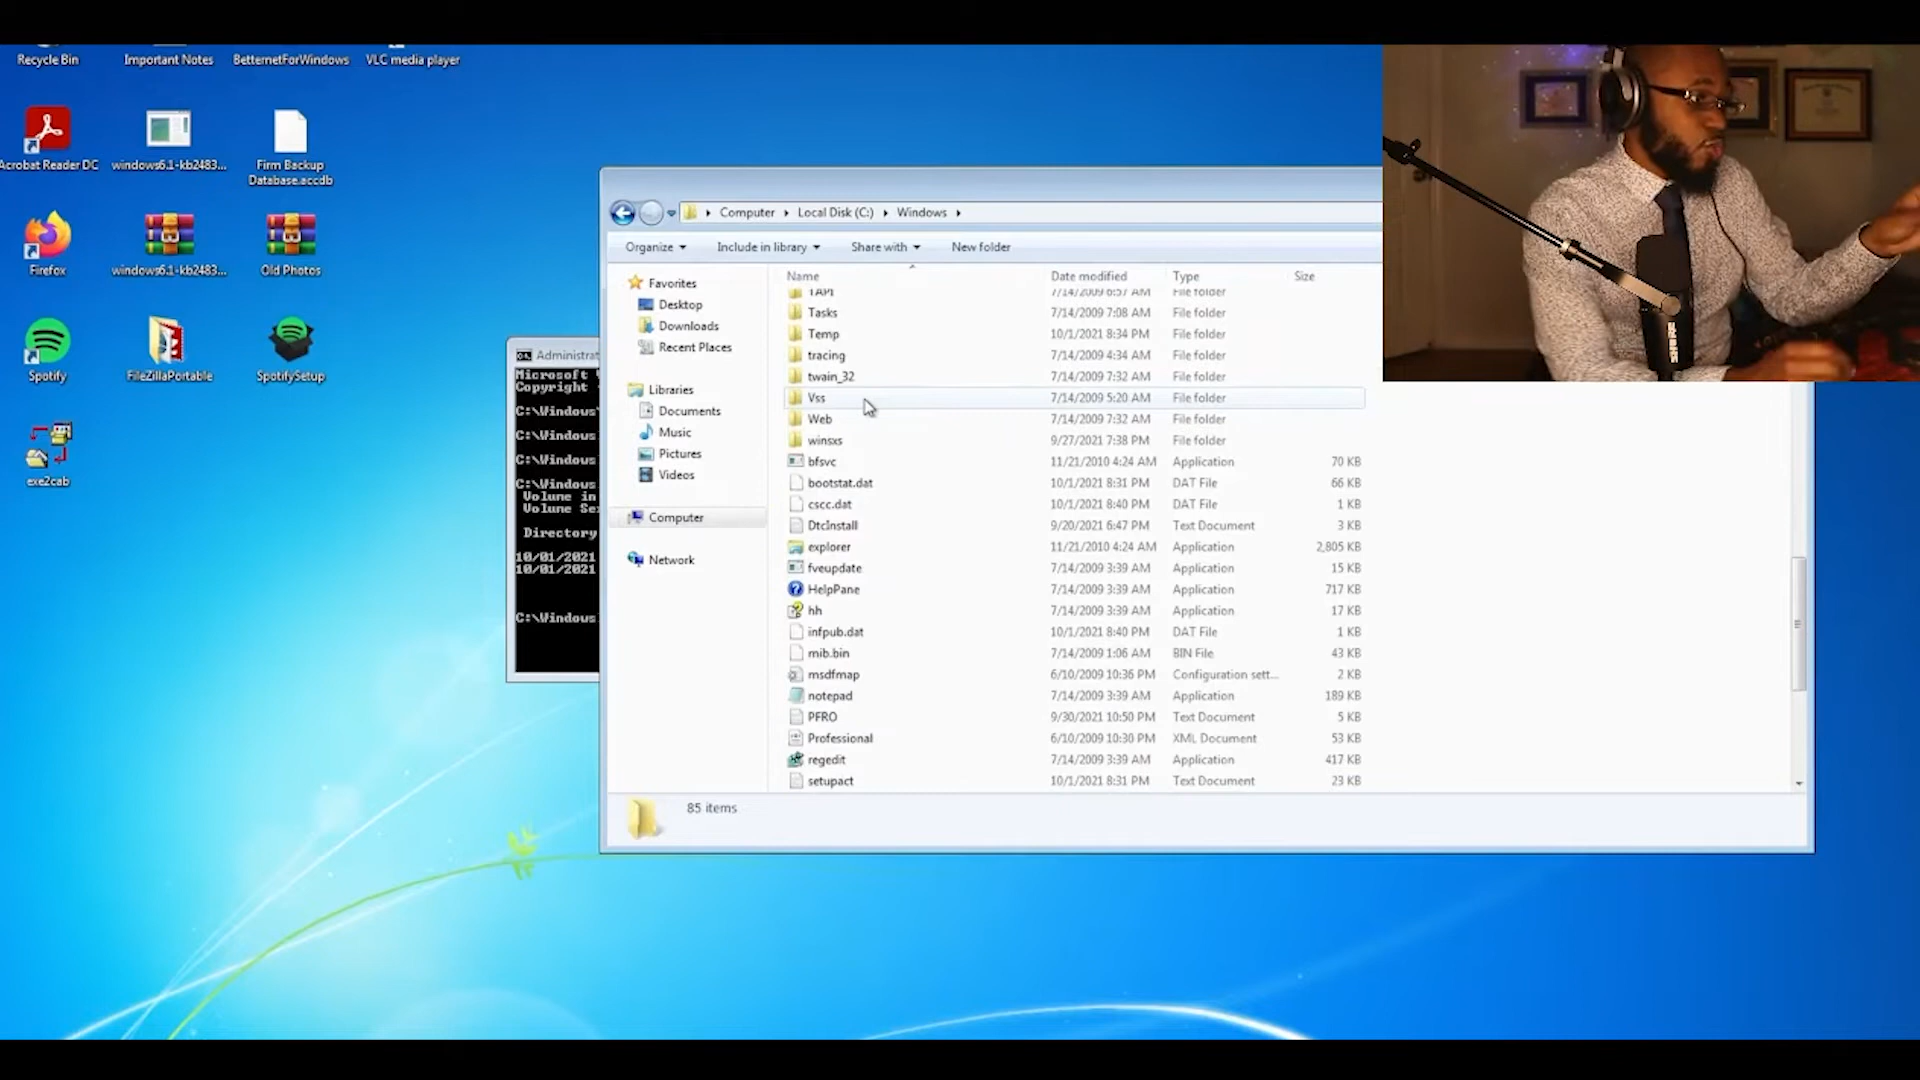 Recycle Bin
Important Notes
BetternetForWindows
VLC media player
Acrobat Reader DC
windows6.1-kb2483...
Firm Backup
Database.accdb
Firefox
windows6.1-kb2483...
Old Photos
Spotify
FileZillaPortable
SpotifySetup
exe2cab
Administrat
Microsoft
Copyright
C:\Windows
C:\Windows
C:\Windows
C:\Windows
Volume in
Volume Se
Directory
10/01/2021
10/01/2021
C:\Windows
Computer Local Disk (C:) Windows
Organize Include in library Share with New folder
Favorites
Desktop
Downloads
Recent Places
Libraries
Documents
Music
Pictures
Videos
Computer
Network
Name Date modified Type Size
TAPI 7/14/2009 6:57 AM File folder
Tasks 7/14/2009 7:08 AM File folder
Temp 10/1/2021 8:34 PM File folder
tracing 7/14/2009 4:34 AM File folder
twain_32 7/14/2009 7:32 AM File folder
Vss 7/14/2009 5:20 AM File folder
Web 7/14/2009 7:32 AM File folder
winsxs 9/27/2021 7:38 PM File folder
bfsvc 11/21/2010 4:24 AM Application 70 KB
bootstat.dat 10/1/2021 8:31 PM DAT File 66 KB
cscc.dat 10/1/2021 8:40 PM DAT File 1 KB
DtcInstall 9/20/2021 6:47 PM Text Document 3 KB
explorer 11/21/2010 4:24 AM Application 2,805 KB
fveupdate 7/14/2009 3:39 AM Application 15 KB
HelpPane 7/14/2009 3:39 AM Application 717 KB
hh 7/14/2009 3:39 AM Application 17 KB
infpub.dat 10/1/2021 8:40 PM DAT File 1 KB
mib.bin 7/14/2009 1:06 AM BIN File 43 KB
msdfmap 6/10/2009 10:36 PM Configuration sett... 2 KB
notepad 7/14/2009 3:39 AM Application 189 KB
PFRO 9/30/2021 10:50 PM Text Document 5 KB
Professional 6/10/2009 10:30 PM XML Document 53 KB
regedit 7/14/2009 3:39 AM Application 417 KB
setupact 10/1/2021 8:31 PM Text Document 23 KB
85 items